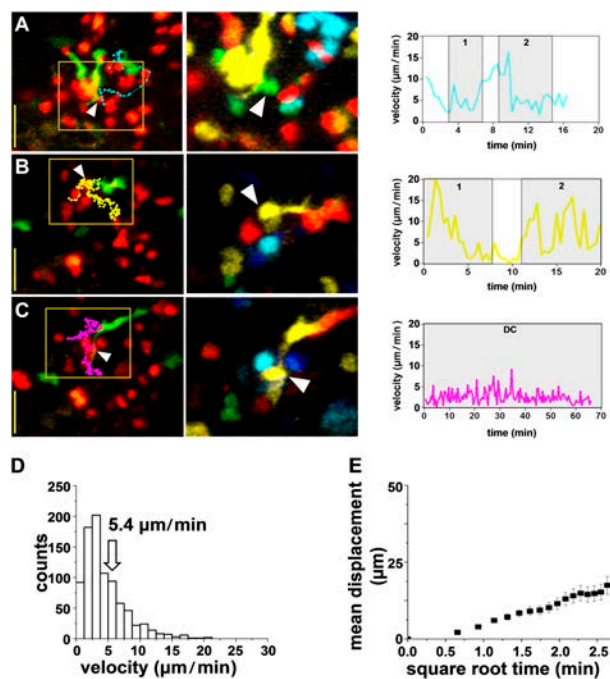 A
velocity (µm/min)
20
15
10
5
0
1
2
0 4 8 12 16 20
time (min)
B
velocity (µm/min)
20
15
10
5
0
1
2
0 5 10 15 20
time (min)
C
velocity (µm/min)
20
15
10
5
0
DC
0 10 20 30 40 50 60 70
time (min)
D
counts
250
200
150
100
50
0
5.4 µm/min
0 5 10 15 20 25 30
velocity (µm/min)
E
mean displacement
(µm)
50
25
0
0.0 0.5 1.0 1.5 2.0 2.5
square root time (min)